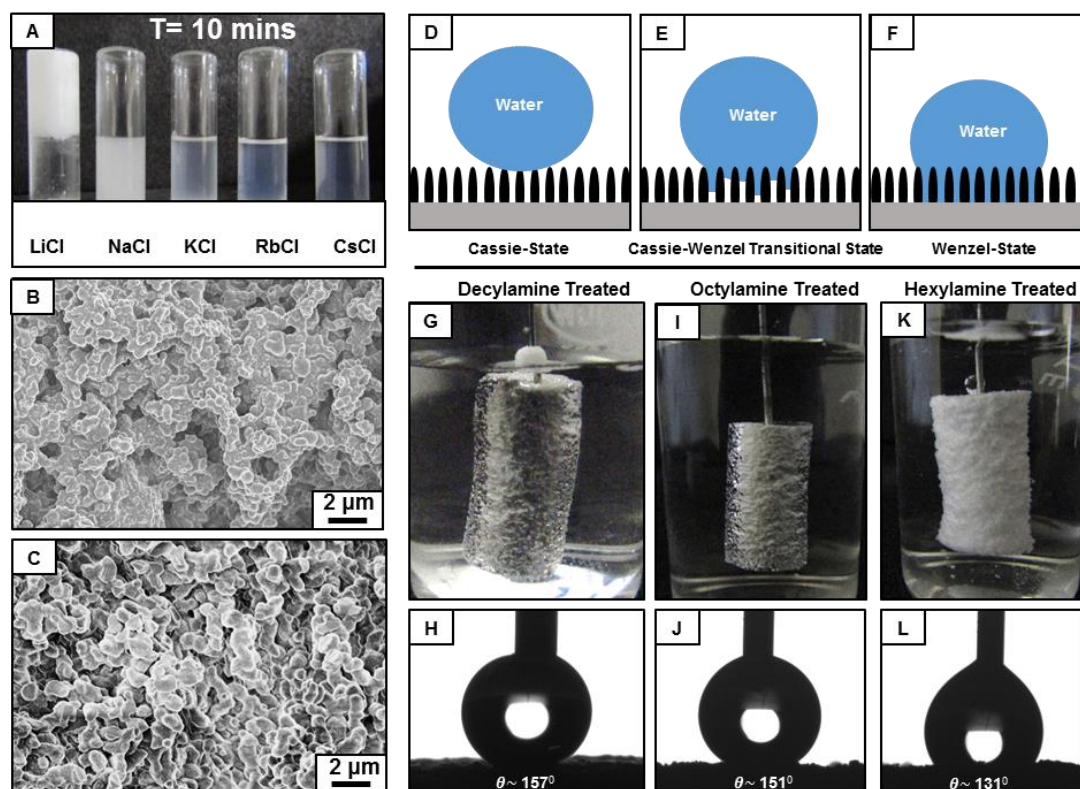 A
T= 10 mins
LiCl NaCl KCl RbCl CsCl
B
2 µm
C
2 µm
D
Water
Cassie-State
E
Water
Cassie-Wenzel Transitional State
F
Water
Wenzel-State
Decylamine Treated
Octylamine Treated
Hexylamine Treated
G
I
K
H
θ~ 157⁰
J
θ~ 151⁰
L
θ~ 131⁰